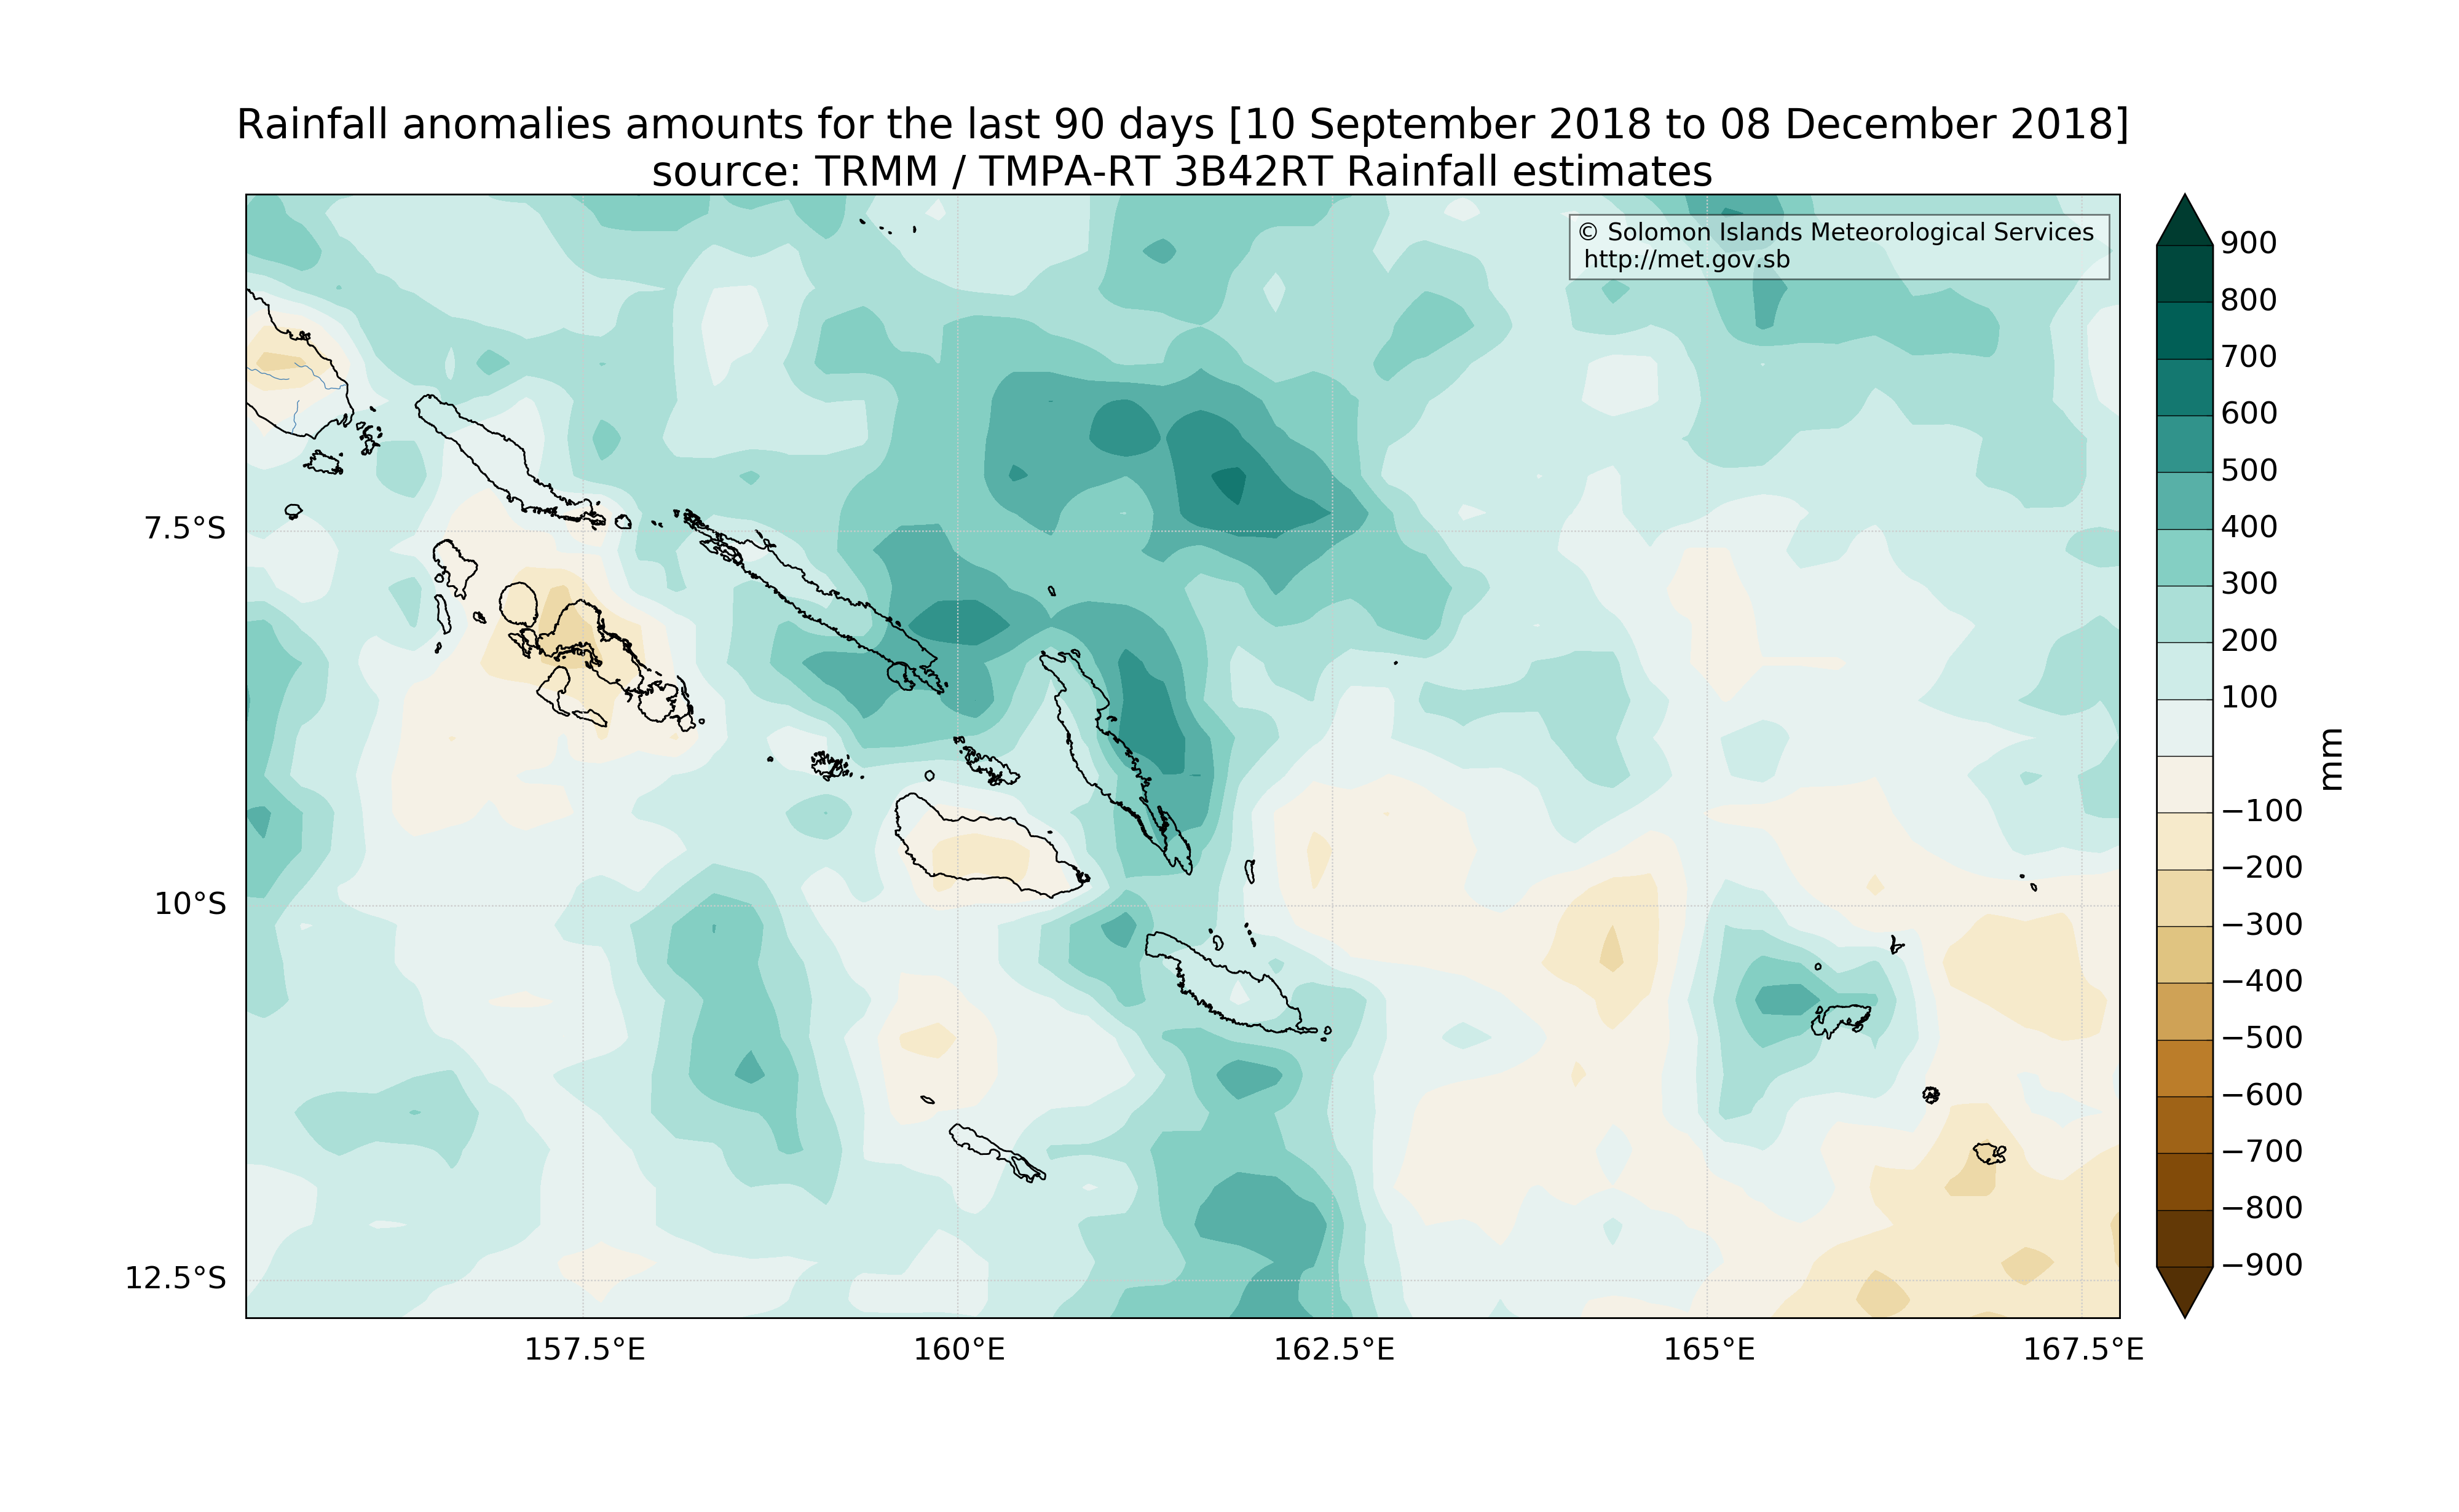 Rainfall anomalies amounts for the last 90 days [10 September 2018 to 08 December 2018]
source: TRMM / TMPA-RT 3B42RT Rainfall estimates
© Solomon Islands Meteorological Services
http://met.gov.sb
7.5°S
10°S
12.5°S
157.5°E
160°E
162.5°E
165°E
167.5°E
900
800
700
600
500
400
300
200
100
−100
−200
−300
−400
−500
−600
−700
−800
−900
mm